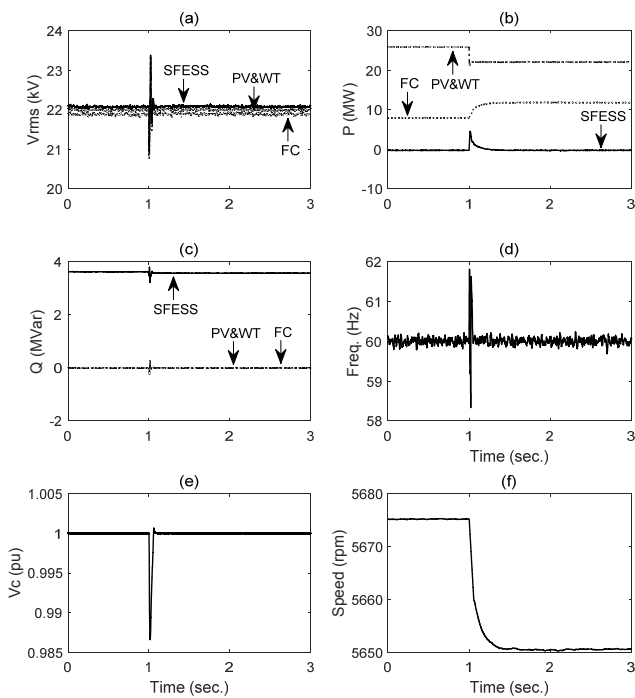 (a)
24
23
22
21
20
Vrms (kV)
SFESS
PV&WT
FC
0
1
2
3
(b)
30
20
10
0
-10
P (MW)
FC
PV&WT
SFESS
0
1
2
3
(c)
4
2
0
-2
Q (MVar)
SFESS
PV&WT
FC
0
1
2
3
(d)
62
61
60
59
58
Freq. (Hz)
0
1
2
3
Time (sec.)
(e)
1.005
1
0.995
0.99
0.985
Vc (pu)
0
1
2
3
Time (sec.)
(f)
5680
5670
5660
5650
Speed (rpm)
0
1
2
3
Time (sec.)